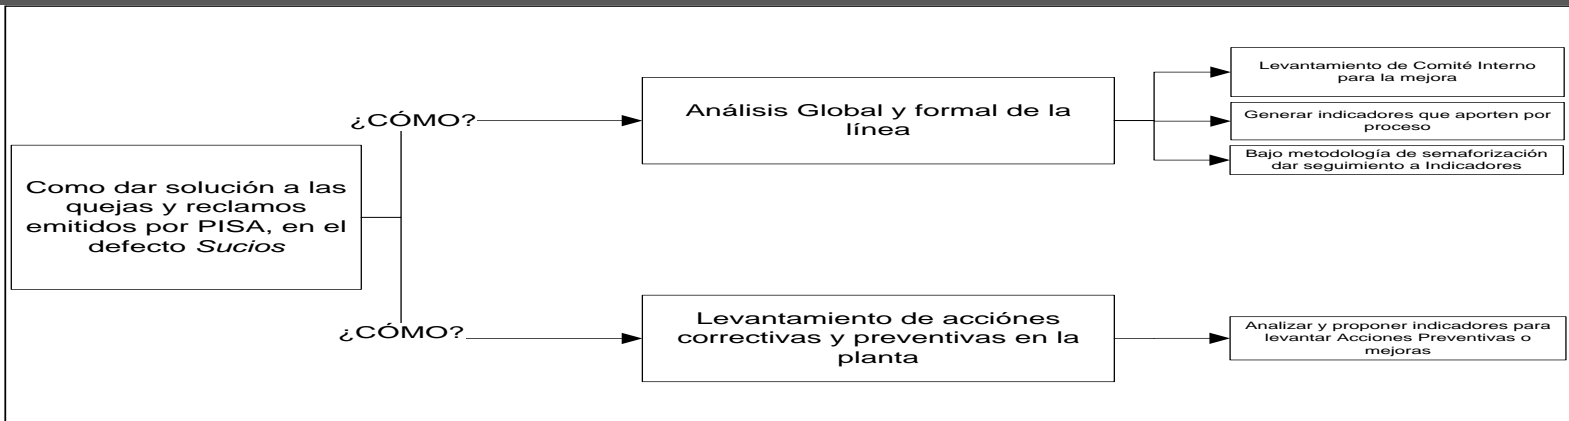 Como dar solución a las
quejas y reclamos
emitidos por PISA, en el
defecto Sucios
¿CÓMO?
Análisis Global y formal de la
línea
Levantamiento de Comité Interno
para la mejora
Generar indicadores que aporten por
proceso
Bajo metodología de semaforización
dar seguimiento a Indicadores
¿CÓMO?
Levantamiento de acciónes
correctivas y preventivas en la
planta
Analizar y proponer indicadores para
levantar Acciones Preventivas o
mejoras